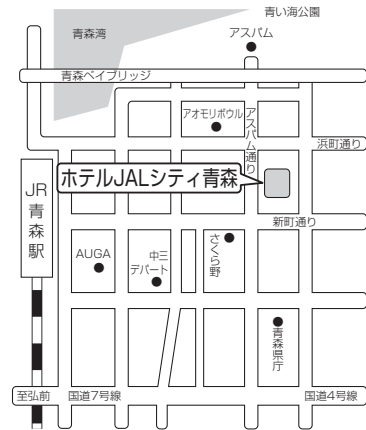 青い海公園
青森湾
アスパム
青森ベイブリッジ
アオモリボウル
アスパム通り
浜町通り
ホテルJALシティ青森
JR青森駅
新町通り
さくら野
AUGA
中三
デパート
青森県庁
至弘前
国道7号線
国道4号線